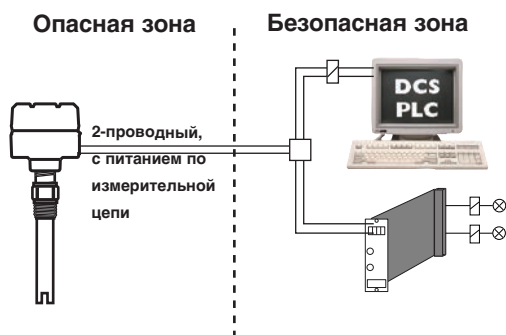 Опасная зона
Безопасная зона
DCS
PLC
2-проводный,
с питанием по
измерительной
цепи